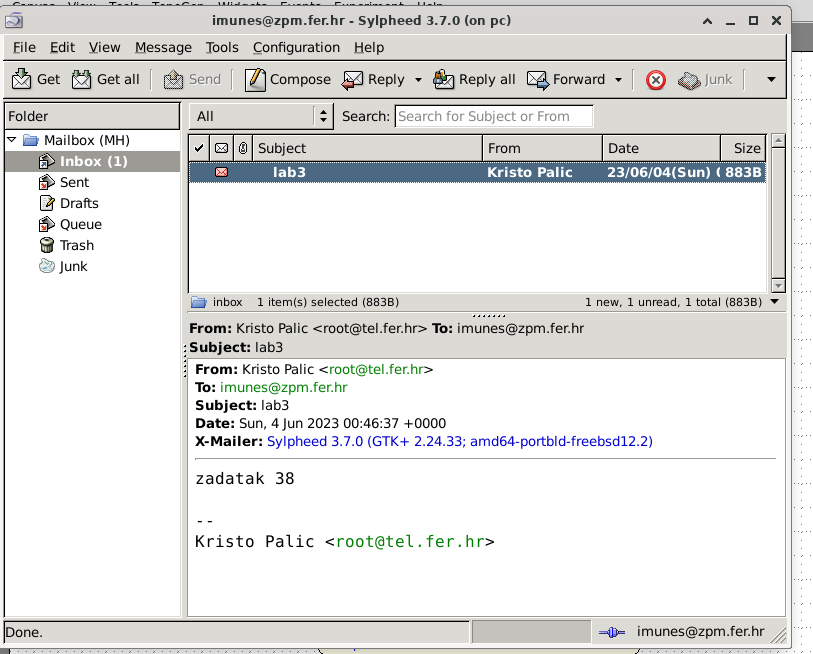 imunes@zpm.fer.hr - Sylpheed 3.7.0 (on pc)
File Edit View Message Tools Configuration Help
Get Get all Send Compose Reply Reply all Forward Junk
Folder
Mailbox (MH)
Inbox (1)
Sent
Drafts
Queue
Trash
Junk
All Search: Search for Subject or From
Subject From Date Size
lab3 Kristo Palic 23/06/04(Sun) ( 883B
inbox 1 item(s) selected (883B) 1 new, 1 unread, 1 total (883B)
From: Kristo Palic <root@tel.fer.hr> To: imunes@zpm.fer.hr
Subject: lab3
From: Kristo Palic <root@tel.fer.hr>
To: imunes@zpm.fer.hr
Subject: lab3
Date: Sun, 4 Jun 2023 00:46:37 +0000
X-Mailer: Sylpheed 3.7.0 (GTK+ 2.24.33; amd64-portbld-freebsd12.2)
zadatak 38
--
Kristo Palic <root@tel.fer.hr>
Done. imunes@zpm.fer.hr